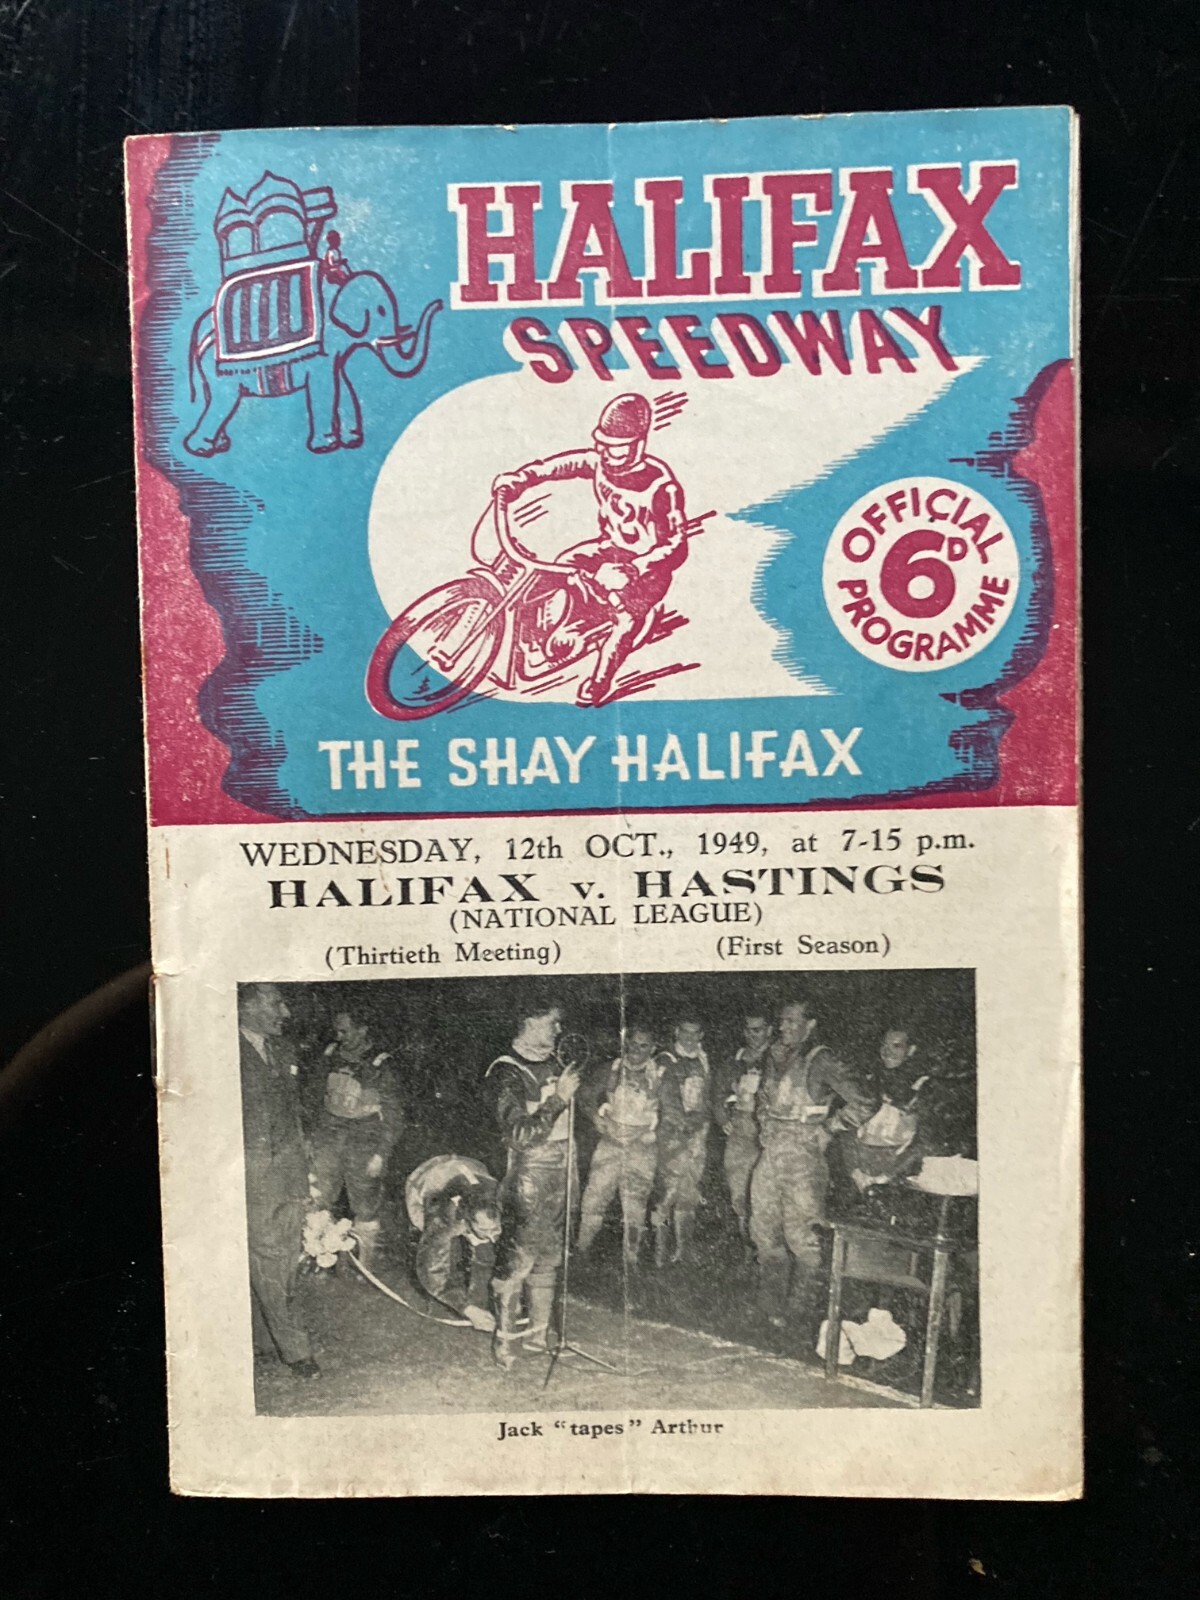 HALIFAX
SPEEDWAY
OFFICIAL
6D
PROGRAMME
THE SHAY HALIFAX
WEDNESDAY, 12th OCT., 1949, at 7-15 p.m.
HALIFAX v. HASTINGS
(NATIONAL LEAGUE)
(Thirtieth Meeting) (First Season)
Jack "tapes" Arthur